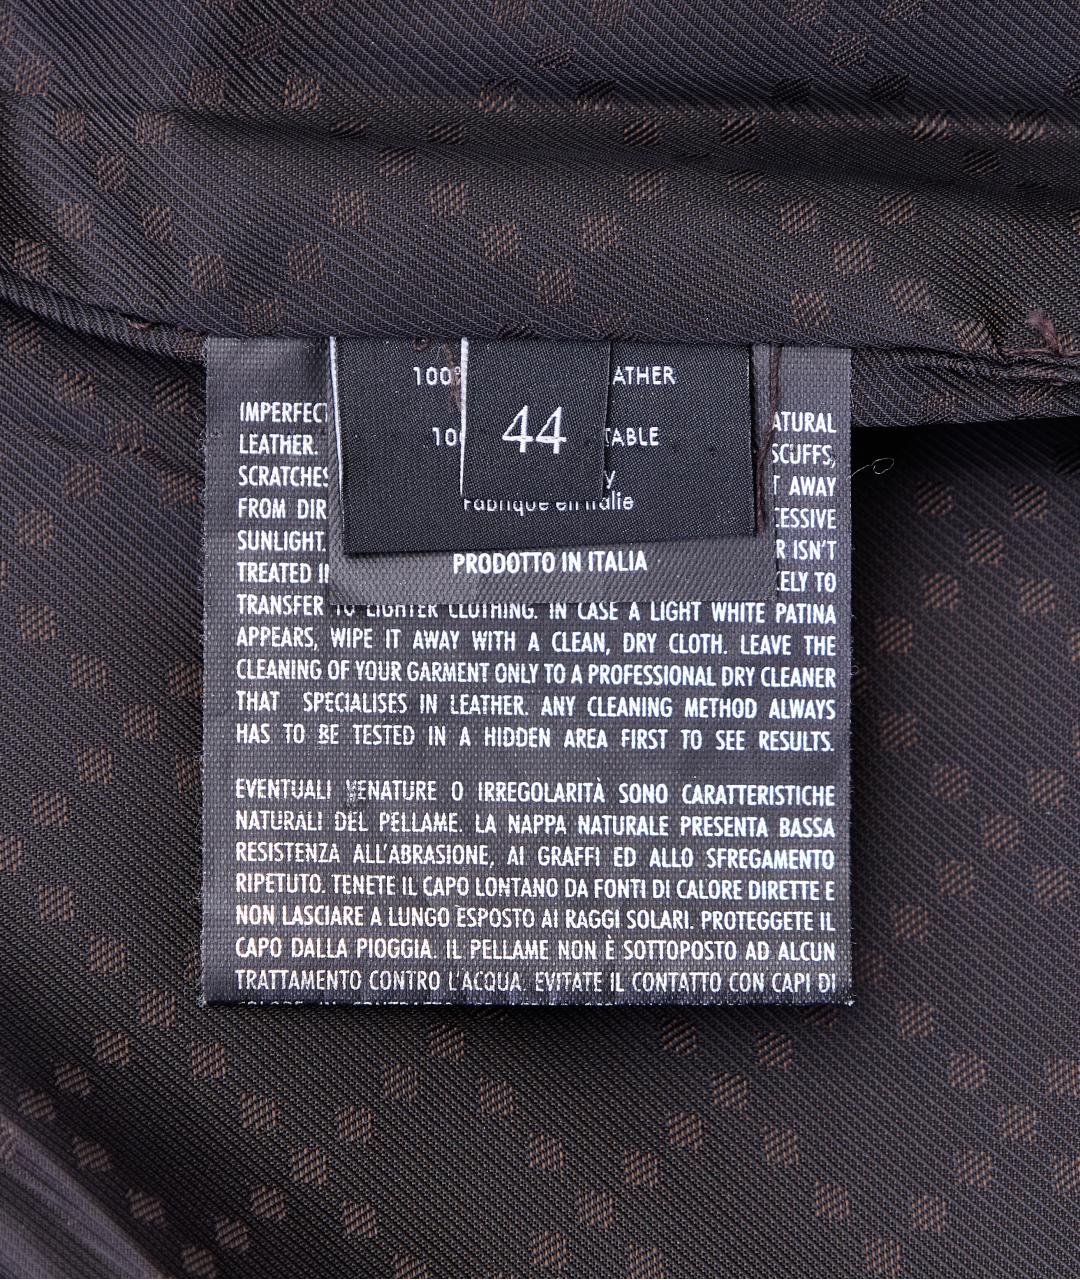 100% ATHER
44
TABLE
Fabriqué en Italie
PRODOTTO IN ITALIA
IMPERFECT ATURAL
LEATHER. SCUFFS,
SCRATCHES AWAY
FROM DIR CESSIVE
SUNLIGHT. R ISN'T
TREATED I ELY TO
TRANSFER TO LIGHTER CLOTHING. IN CASE A LIGHT WHITE PATINA
APPEARS, WIPE IT AWAY WITH A CLEAN, DRY CLOTH. LEAVE THE
CLEANING OF YOUR GARMENT ONLY TO A PROFESSIONAL DRY CLEANER
THAT SPECIALISES IN LEATHER. ANY CLEANING METHOD ALWAYS
HAS TO BE TESTED IN A HIDDEN AREA FIRST TO SEE RESULTS.
EVENTUALI VENATURE O IRREGOLARITÀ SONO CARATTERISTICHE
NATURALI DEL PELLAME. LA NAPPA NATURALE PRESENTA BASSA
RESISTENZA ALL'ABRASIONE, AI GRAFFI ED ALLO SFREGAMENTO
RIPETUTO. TENETE IL CAPO LONTANO DA FONTI DI CALORE DIRETTE E
NON LASCIARE A LUNGO ESPOSTO AI RAGGI SOLARI. PROTEGGETE IL
CAPO DALLA PIOGGIA. IL PELLAME NON È SOTTOPOSTO AD ALCUN
TRATTAMENTO CONTRO L'ACQUA. EVITATE IL CONTATTO CON CAPI DI